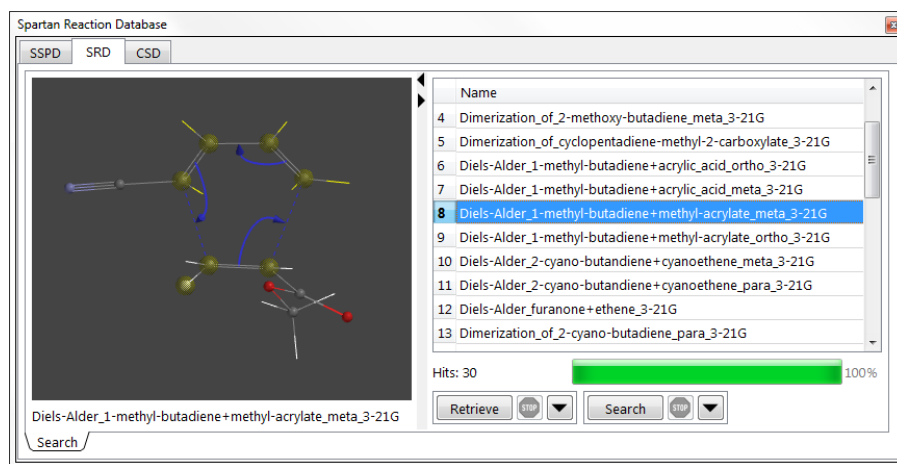 Spartan Reaction Database
SSPD SRD CSD
Name
4 Dimerization_of_2-methoxy-butadiene_meta_3-21G
5 Dimerization_of_cyclopentadiene-methyl-2-carboxylate_3-21G
6 Diels-Alder_1-methyl-butadiene+acrylic_acid_ortho_3-21G
7 Diels-Alder_1-methyl-butadiene+acrylic_acid_meta_3-21G
8 Diels-Alder_1-methyl-butadiene+methyl-acrylate_meta_3-21G
9 Diels-Alder_1-methyl-butadiene+methyl-acrylate_ortho_3-21G
10 Diels-Alder_2-cyano-butandiene+cyanoethene_meta_3-21G
11 Diels-Alder_2-cyano-butandiene+cyanoethene_para_3-21G
12 Diels-Alder_furanone+ethene_3-21G
13 Dimerization_of_2-cyano-butadiene_para_3-21G
Hits: 30 100%
Retrieve STOP Search STOP
Diels-Alder_1-methyl-butadiene+methyl-acrylate_meta_3-21G
Search